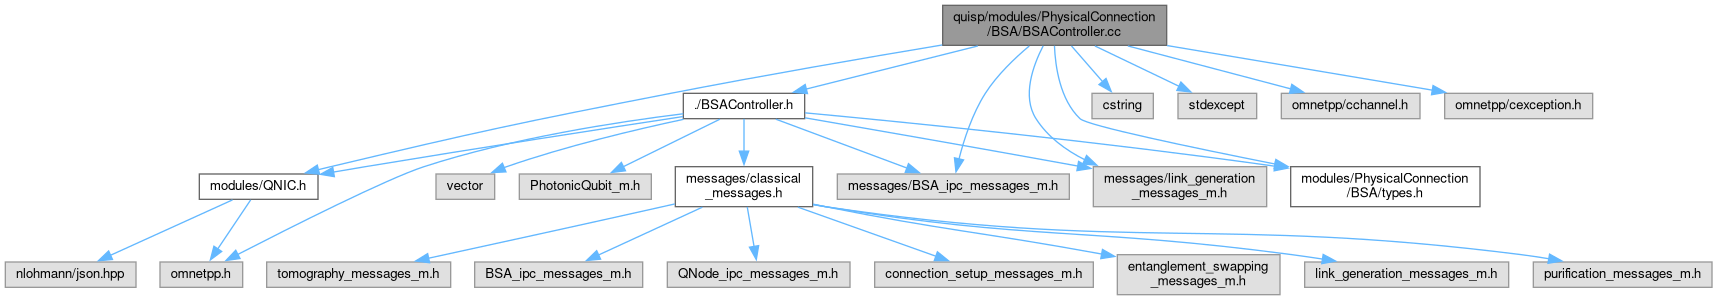 quisp/modules/PhysicalConnection
/BSA/BSAController.cc
./BSAController.h
cstring
stdexcept
omnetpp/cchannel.h
omnetpp/cexception.h
modules/QNIC.h
vector
PhotonicQubit_m.h
messages/classical
_messages.h
messages/BSA_ipc_messages_m.h
messages/link_generation
_messages_m.h
modules/PhysicalConnection
/BSA/types.h
nlohmann/json.hpp
omnetpp.h
tomography_messages_m.h
BSA_ipc_messages_m.h
QNode_ipc_messages_m.h
connection_setup_messages_m.h
entanglement_swapping
_messages_m.h
link_generation_messages_m.h
purification_messages_m.h